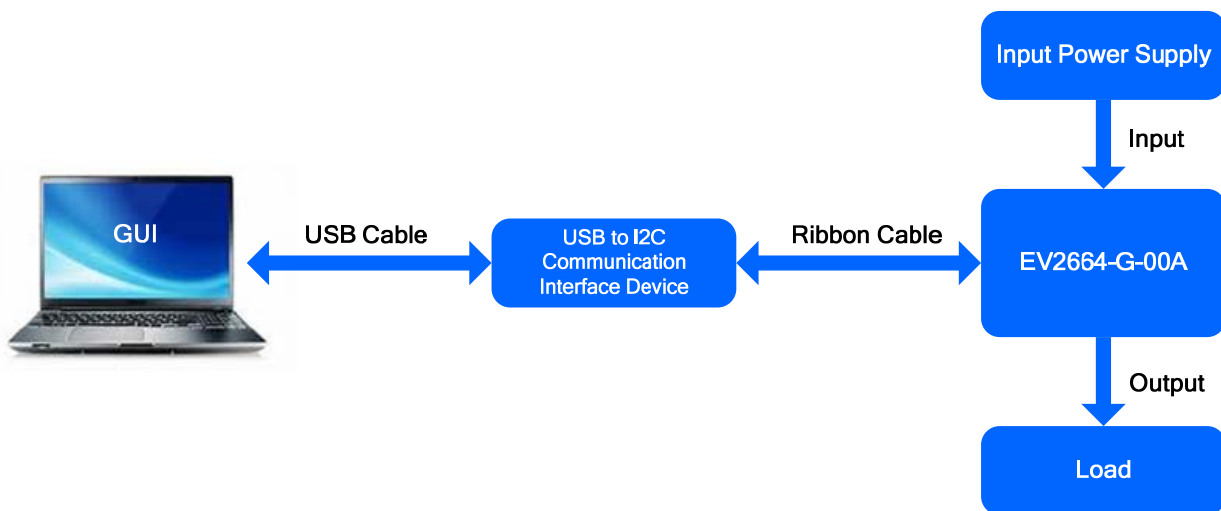 Input Power Supply
Input
GUI
USB Cable
USB to I2C
Communication
Interface Device
Ribbon Cable
EV2664-G-00A
Output
Load